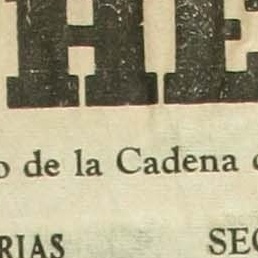 HE
o de la Cadena
RIAS SEC